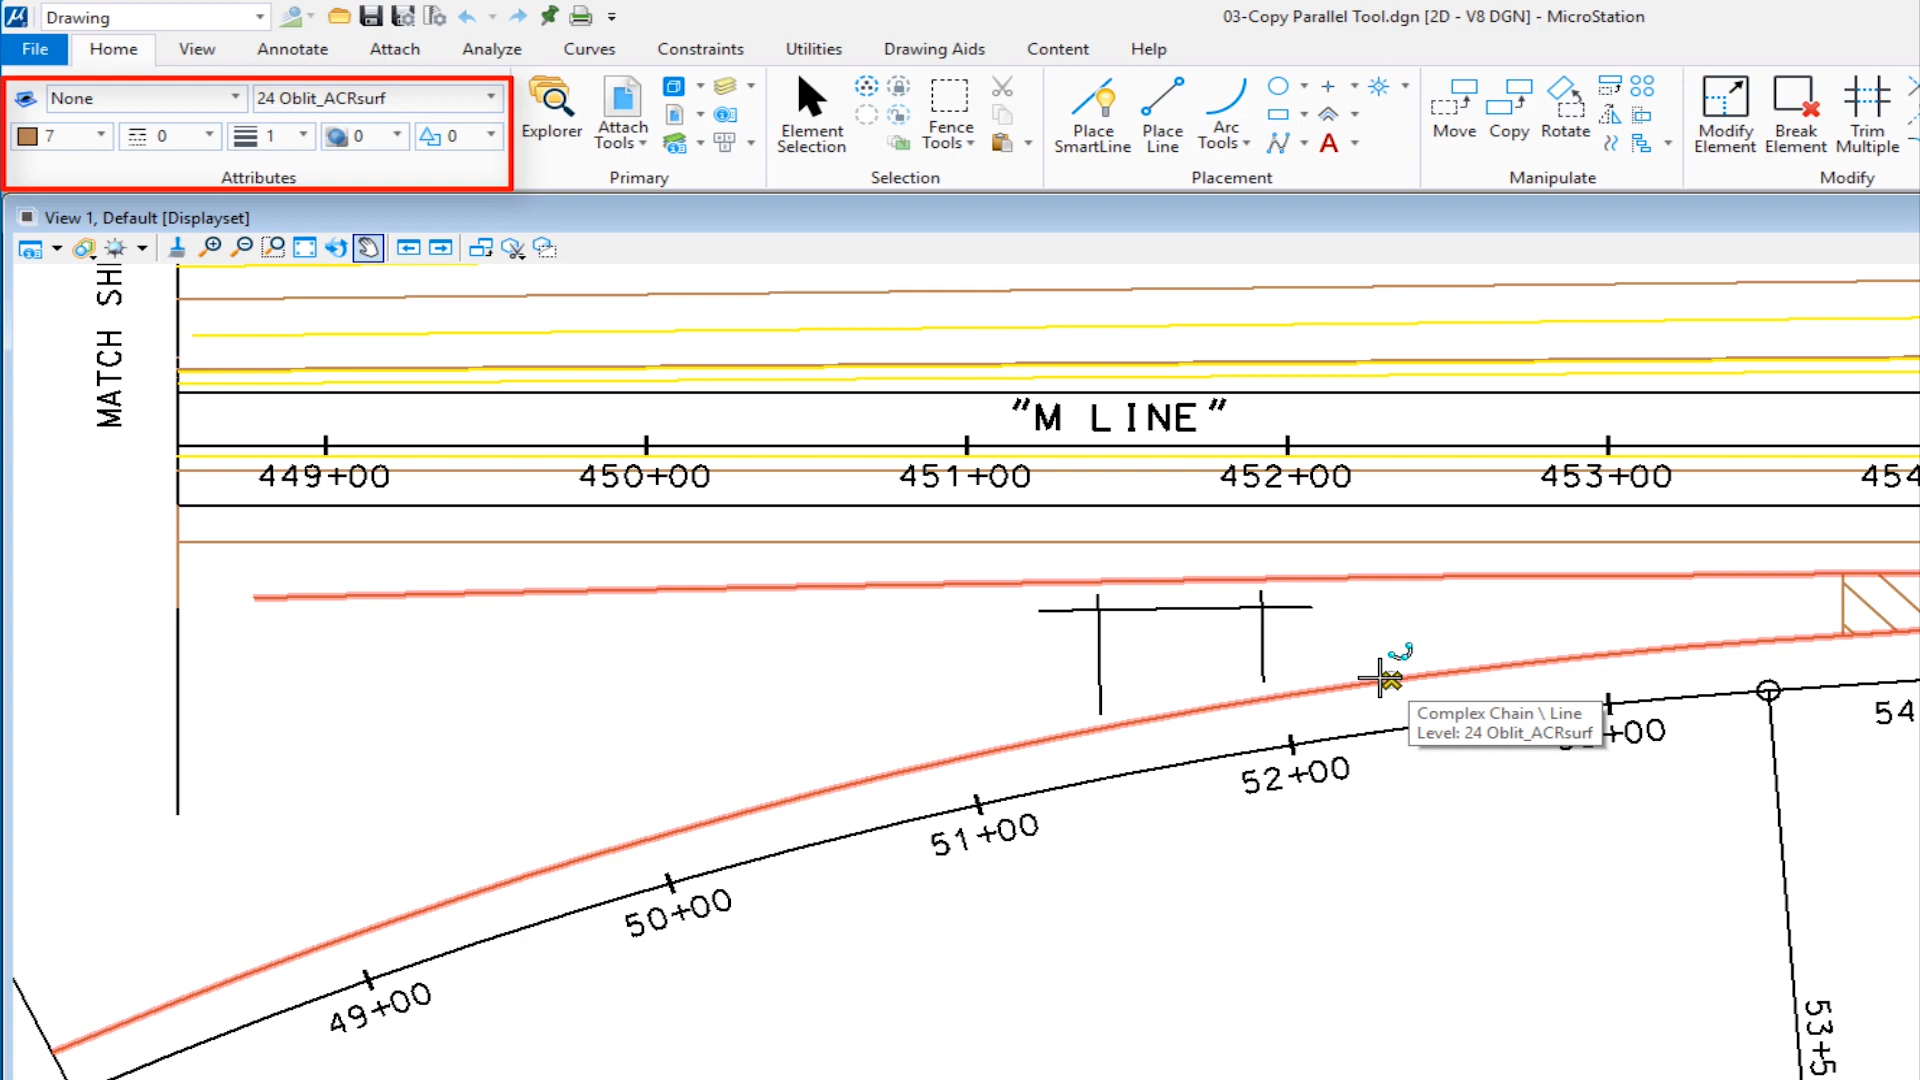 Drawing
03-Copy Parallel Tool.dgn [2D - V8 DGN] - MicroStation
File Home View Annotate Attach Analyze Curves Constraints Utilities Drawing Aids Content Help
None 24 Oblit_ACRsurf
7 0 1 0 0
Attributes
Explorer
Attach Tools
Primary
Element Selection
Fence Tools
Selection
Place SmartLine
Place Line
Arc Tools
Placement
Move Copy Rotate
Manipulate
Modify Element
Break Element
Trim Multiple
Modify
View 1, Default [Displayset]
MATCH SH
"M LINE"
449+00 450+00 451+00 452+00 453+00 454
Complex Chain \ Line
Level: 24 Oblit_ACRsurf
49+00 50+00 51+00 52+00 +00 54
53+5